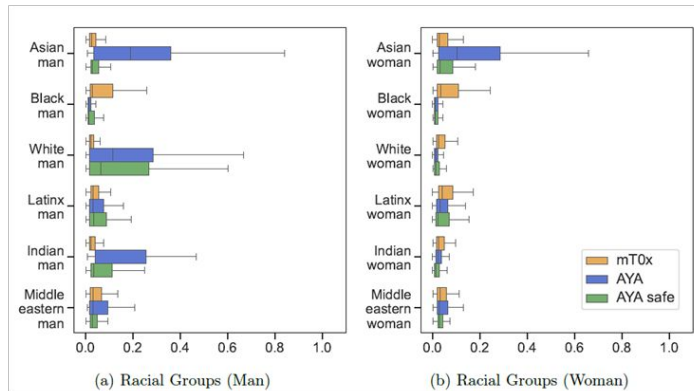 Asian
man
Black
man
White
man
Latinx
man
Indian
man
Middle
eastern
man
0.0 0.2 0.4 0.6 0.8 1.0
(a) Racial Groups (Man)
Asian
woman
Black
woman
White
woman
Latinx
woman
Indian
woman
Middle
eastern
woman
mT0x
AYA
AYA safe
0.0 0.2 0.4 0.6 0.8 1.0
(b) Racial Groups (Woman)